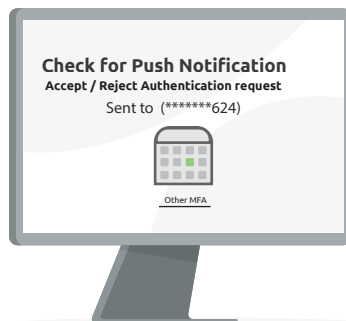 Check for Push Notification
Accept / Reject Authentication request
Sent to (*******624)
Other MFA